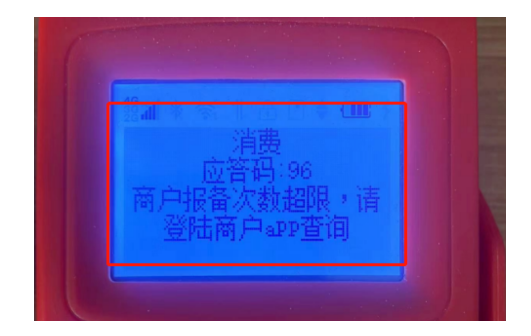 4G
消费
应答码:96
商户报备次数超限，请
登陆商户aPP查询